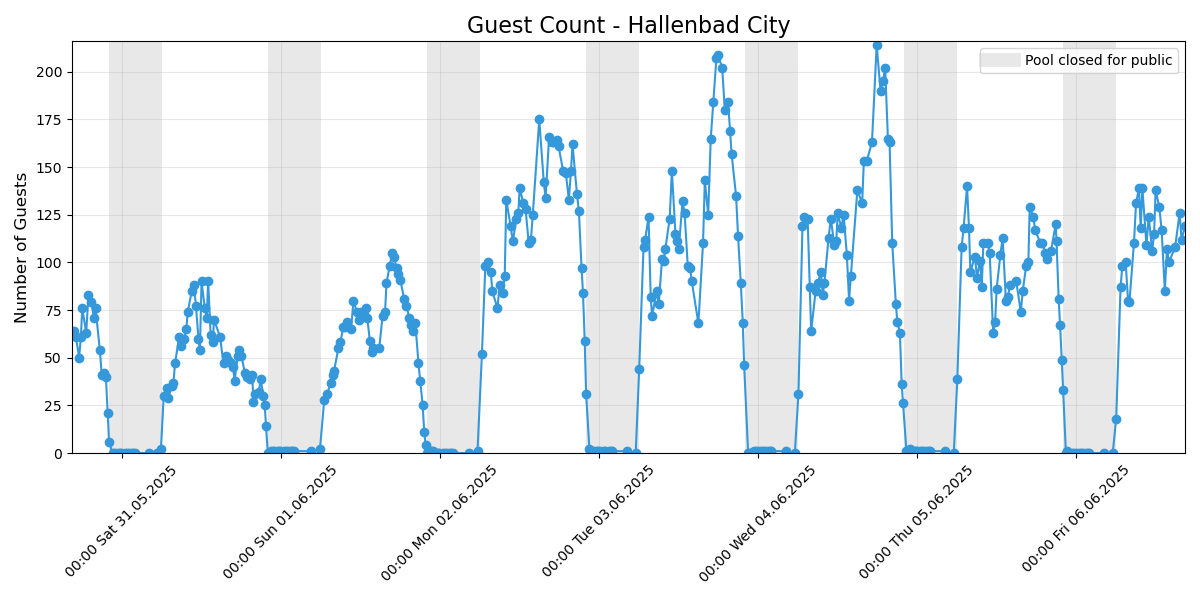 Guest Count - Hallenbad City
Pool closed for public
Number of Guests
200
175
150
125
100
75
50
25
0
00:00 Sat 31.05.2025
00:00 Sun 01.06.2025
00:00 Mon 02.06.2025
00:00 Tue 03.06.2025
00:00 Wed 04.06.2025
00:00 Thu 05.06.2025
00:00 Fri 06.06.2025